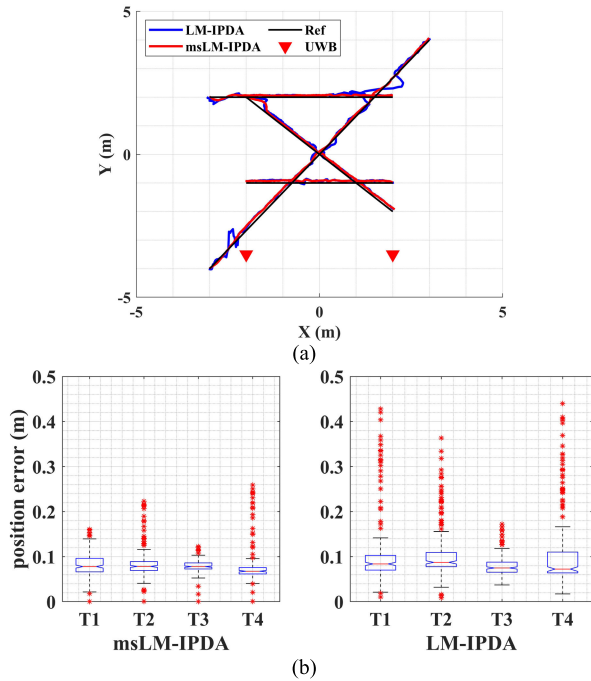 LM-IPDA Ref
msLM-IPDA UWB
5
Y (m)
0
-5
-5 0 5
X (m)
(a)
position error (m)
0.5
0.4
0.3
0.2
0.1
0
T1 T2 T3 T4
msLM-IPDA
0.5
0.4
0.3
0.2
0.1
0
T1 T2 T3 T4
LM-IPDA
(b)